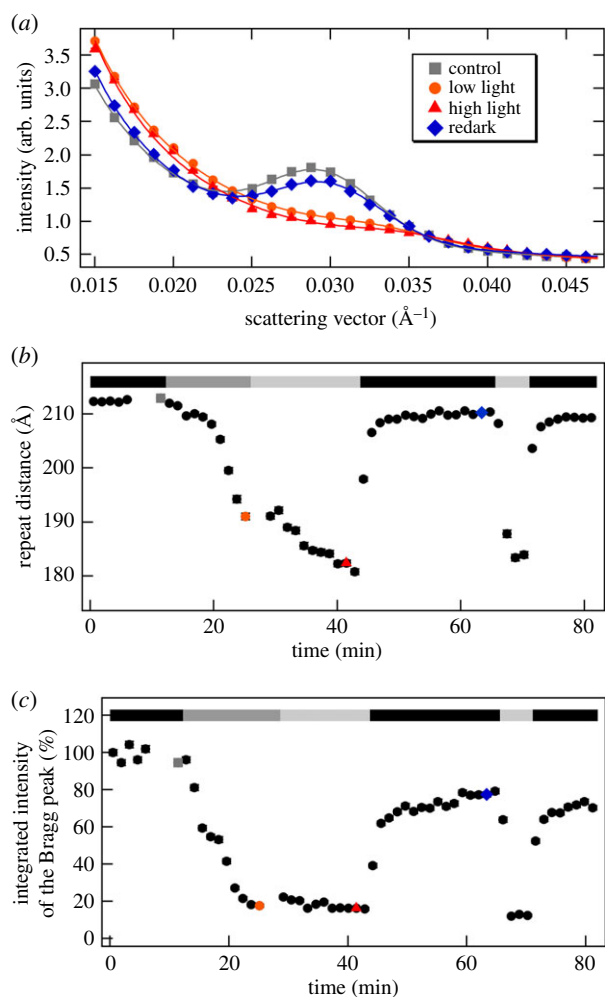 (a)
3.5
3.0
2.5
2.0
1.5
1.0
0.5
intensity (arb. units)
control
low light
high light
redark
0.015 0.020 0.025 0.030 0.035 0.040 0.045
scattering vector (Å–1)
(b)
210
200
190
180
repeat distance (Å)
0 20 40 60 80
time (min)
(c)
120
100
80
60
40
20
0
integrated intensity
of the Bragg peak (%)
0 20 40 60 80
time (min)